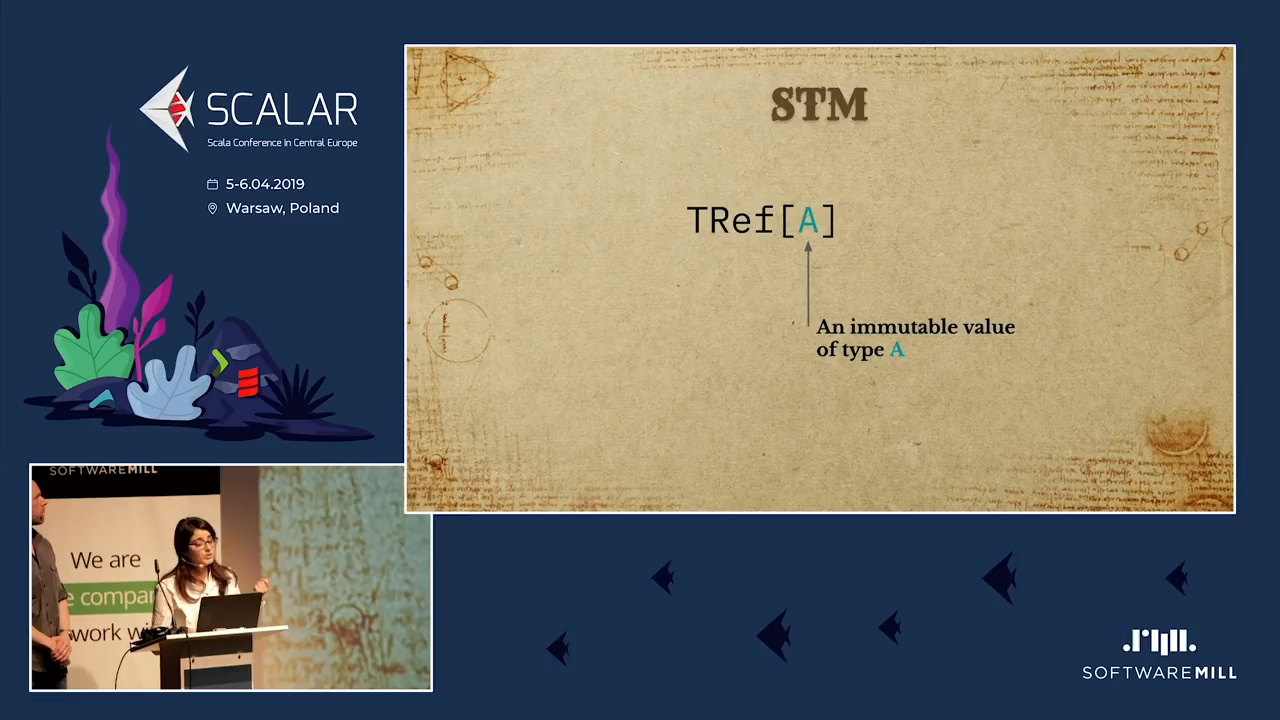 SCALAR
Scala Conference in Central Europe
5-6.04.2019
Warsaw, Poland
STM
TRef[A]
An immutable value
of type A
SOFTWAREMILL
We are
compan
work wi
SOFTWAREMILL